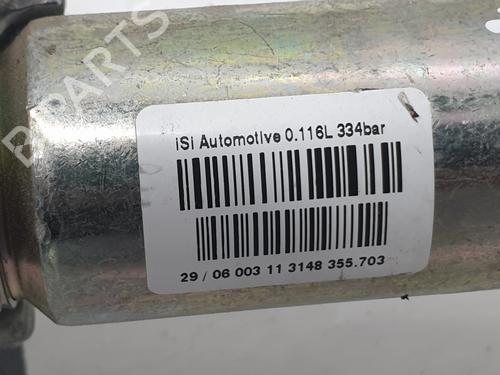 B-PARTS
iSi Automotive 0.116L 334bar
29 / 06 003 11 3148 355.703